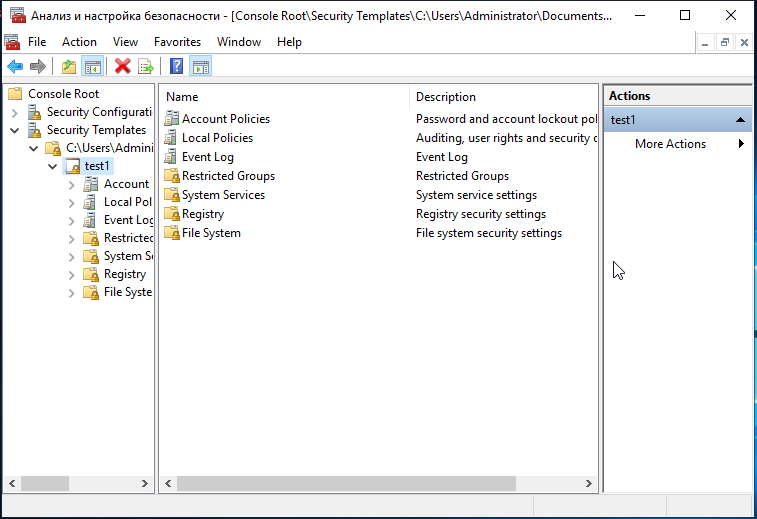 Анализ и настройка безопасности - [Console Root\Security Templates\C:\Users\Administrator\Documents...
File Action View Favorites Window Help
Console Root
Security Configurati
Security Templates
C:\Users\Admini
test1
Account
Local Pol
Event Log
Restricted
System Se
Registry
File Syste
Name Description
Account Policies Password and account lockout pol
Local Policies Auditing, user rights and security o
Event Log Event Log
Restricted Groups Restricted Groups
System Services System service settings
Registry Registry security settings
File System File system security settings
Actions
test1
More Actions